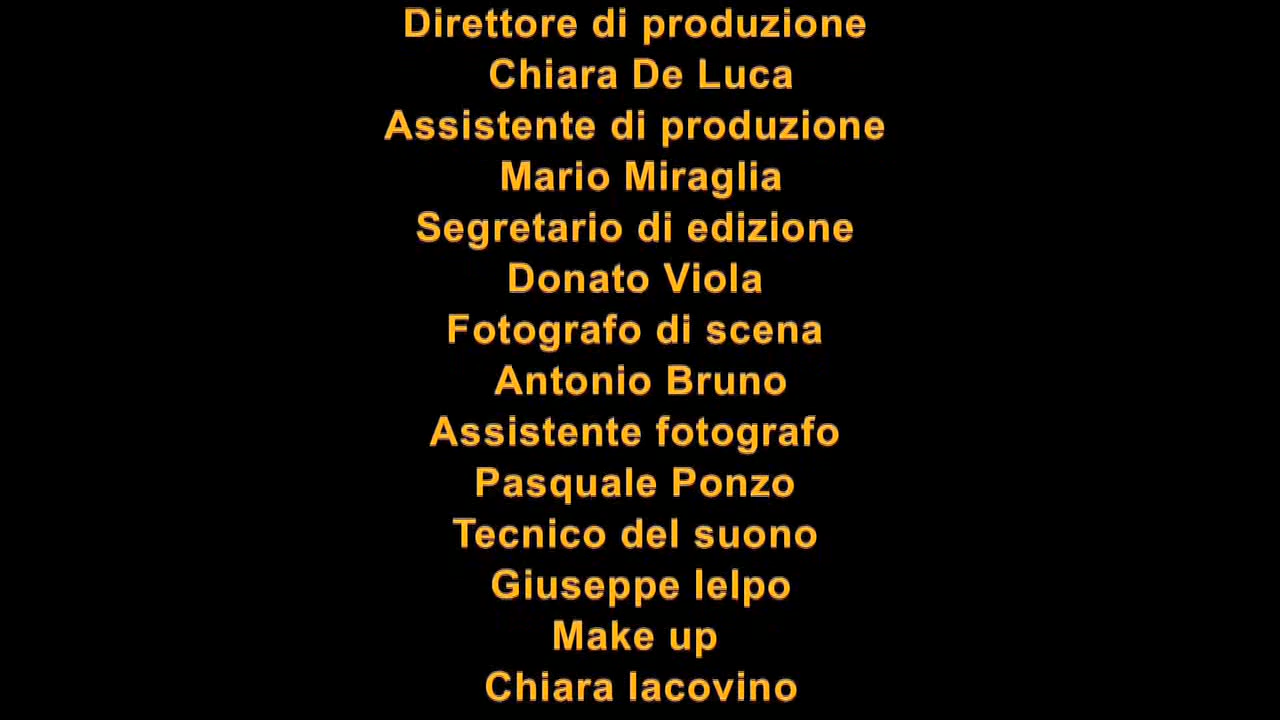 Direttore di produzione
Chiara De Luca
Assistente di produzione
Mario Miraglia
Segretario di edizione
Donato Viola
Fotografo di scena
Antonio Bruno
Assistente fotografo
Pasquale Ponzo
Tecnico del suono
Giuseppe Ielpo
Make up
Chiara Iacovino